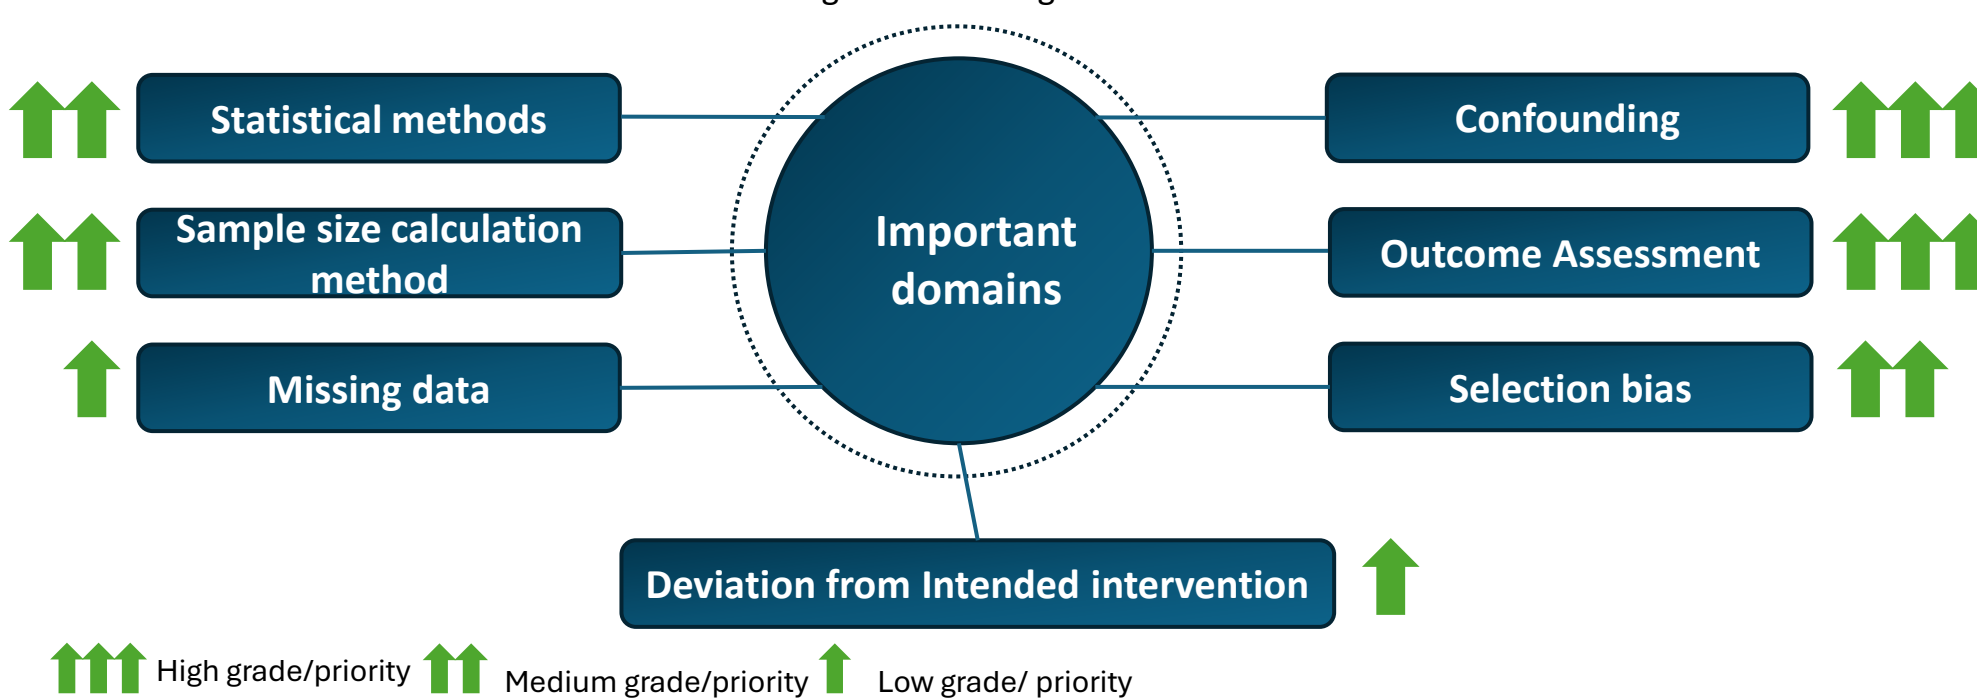 Statistical methods
Confounding
Important
domains
Sample size calculation
method
Outcome Assessment
Missing data
Selection bias
Deviation from Intended intervention
High grade/priority
Medium grade/priority
Low grade/ priority